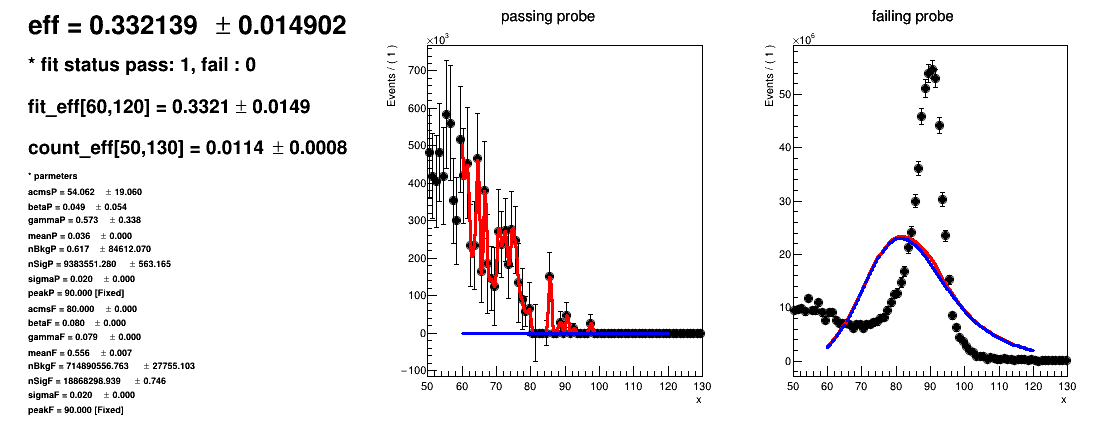 eff = 0.332139 ± 0.014902
* fit status pass: 1, fail : 0
fit_eff[60,120] = 0.3321 ± 0.0149
count_eff[50,130] = 0.0114 ± 0.0008
* parmeters
acmsP = 54.062 ± 19.060
betaP = 0.049 ± 0.054
gammaP = 0.573 ± 0.338
meanP = 0.036 ± 0.000
nBkgP = 0.617 ± 84612.070
nSigP = 9383551.280 ± 563.165
sigmaP = 0.020 ± 0.000
peakP = 90.000 [Fixed]
acmsF = 80.000 ± 0.000
betaF = 0.080 ± 0.000
gammaF = 0.079 ± 0.000
meanF = 0.556 ± 0.007
nBkgF = 714890556.763 ± 27755.103
nSigF = 18868298.939 ± 0.746
sigmaF = 0.020 ± 0.000
peakF = 90.000 [Fixed]
passing probe
×10³
Events / ( 1 )
700
600
500
400
300
200
100
0
−100
50 60 70 80 90 100 110 120 130
x
failing probe
×10⁶
Events / ( 1 )
50
40
30
20
10
0
50 60 70 80 90 100 110 120 130
x